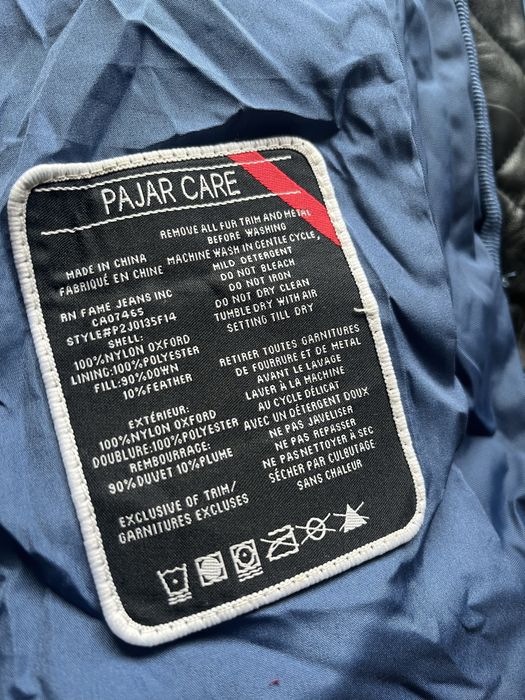 PAJAR CARE
MADE IN CHINA
FABRIQUÉ EN CHINE
RN FAME JEANS INC
CA07465
STYLE#P2J0135F14
SHELL:
100%NYLON OXFORD
LINING:100%POLYESTER
FILL:90%DOWN
10%FEATHER
EXTÉRIEUR:
100%NYLON OXFORD
DOUBLURE:100%POLYESTER
REMBOURRAGE:
90%DUVET 10%PLUME
EXCLUSIVE OF TRIM/
GARNITURES EXCLUSES
REMOVE ALL FUR TRIM AND METAL
BEFORE WASHING
MACHINE WASH IN GENTLE CYCLE,
MILD DETERGENT
DO NOT BLEACH
DO NOT IRON
DO NOT DRY CLEAN
TUMBLE DRY WITH AIR
SETTING TILL DRY
RETIRER TOUTES GARNITURES
DE FOURRURE ET DE METAL
AVANT LE LAVAGE
LAVER À LA MACHINE
AU CYCLE DÉLICAT
AVEC UN DÉTERGENT DOUX
NE PAS JAVELISER
NE PAS REPASSER
NE PAS NETTOYER À SEC
SÉCHER PAR CULBUTAGE
SANS CHALEUR